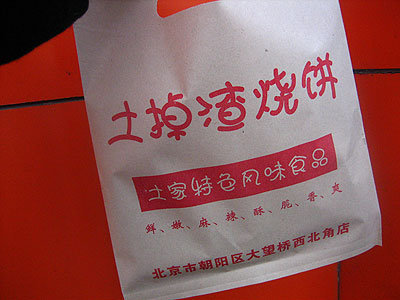 土掉渣烧饼
土家特色风味食品
鲜、嫩、麻、辣、酥、脆、香、爽
北京市朝阳区大望桥西北角店